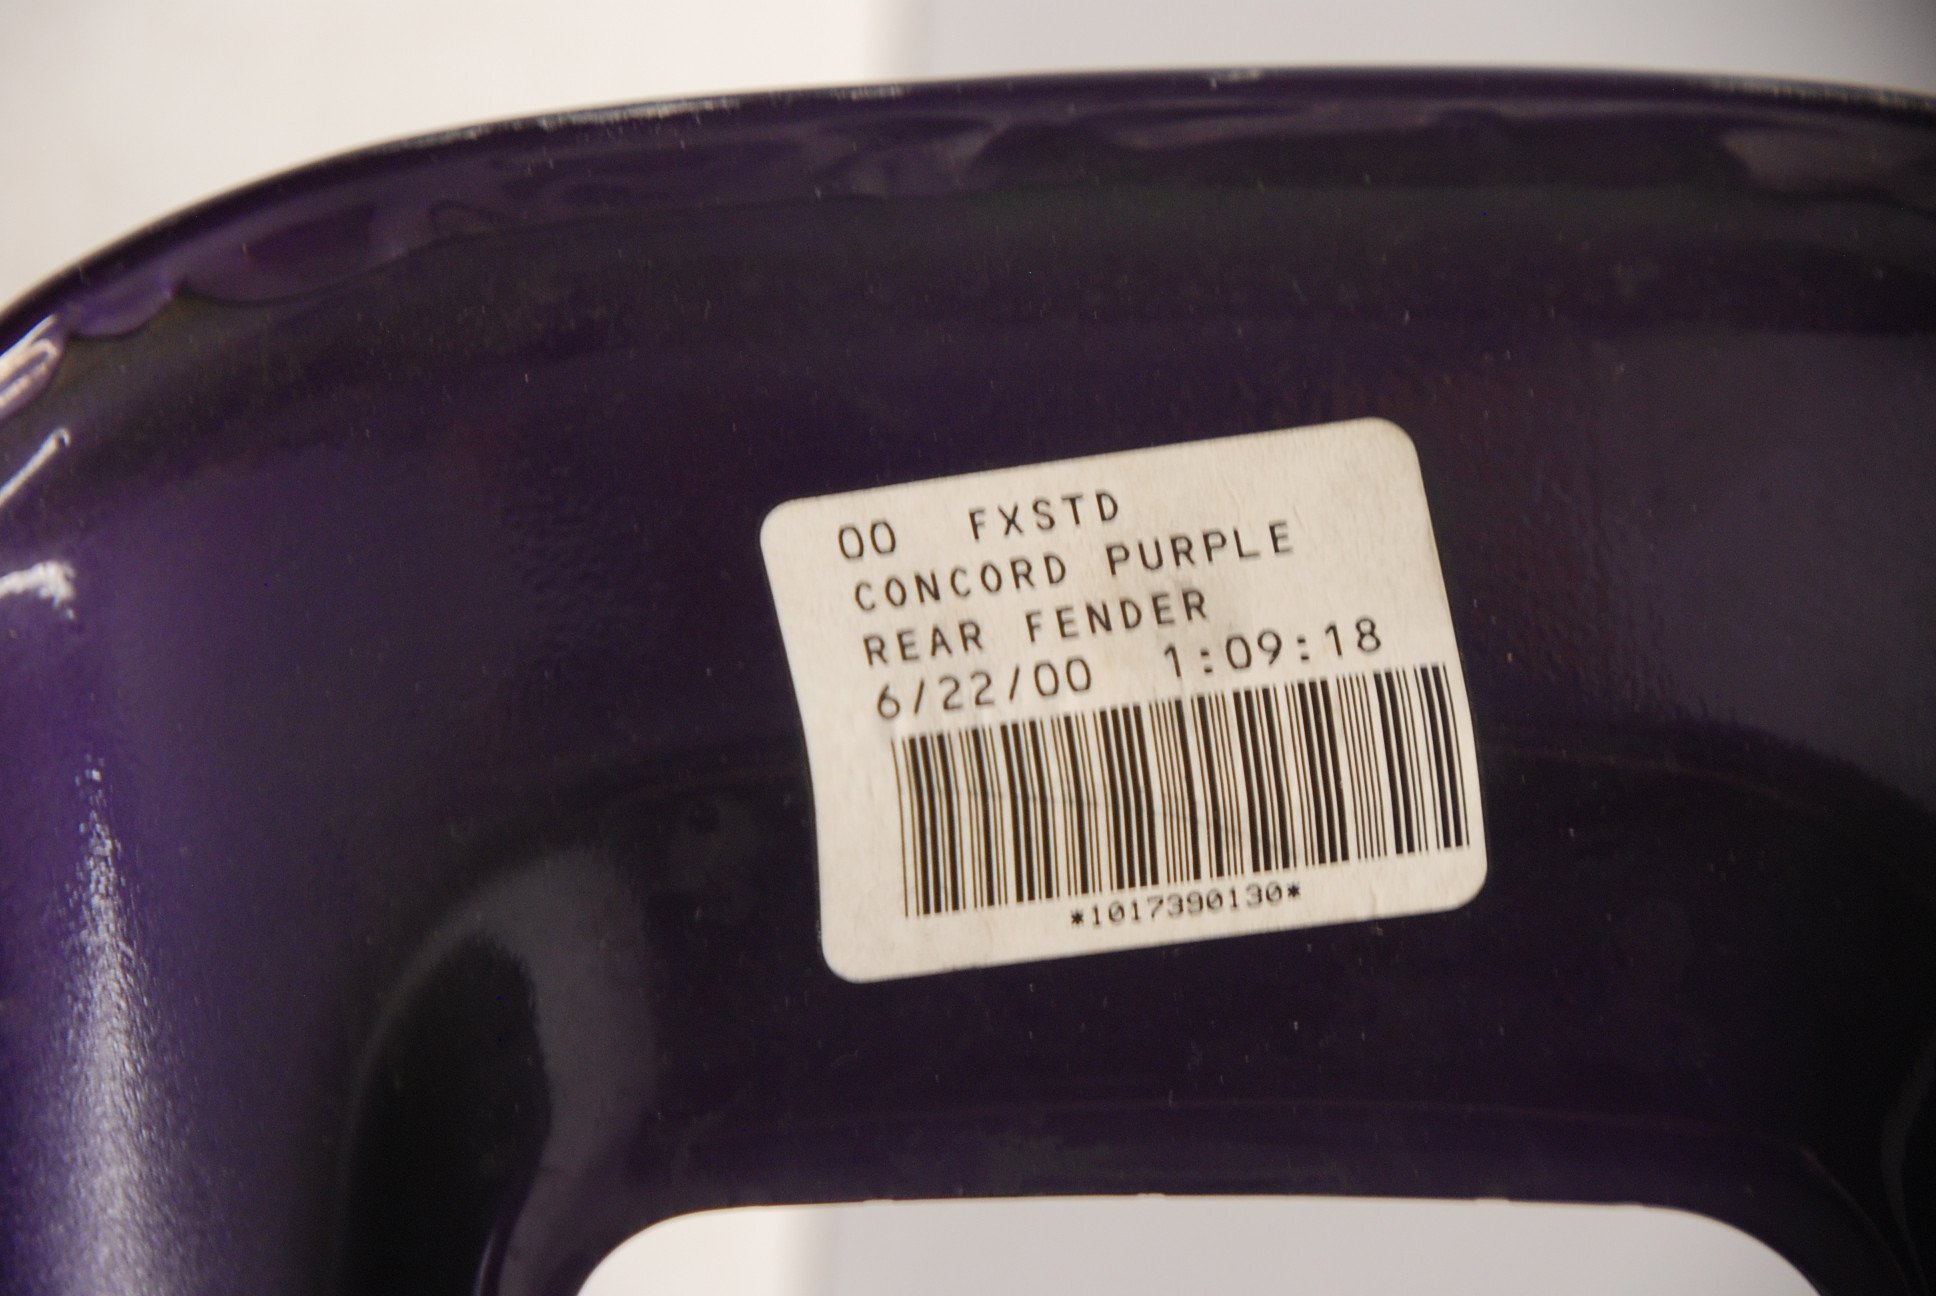 00 FXSTD
CONCORD PURPLE
REAR FENDER
6/22/00 1:09:18
*1017390130*